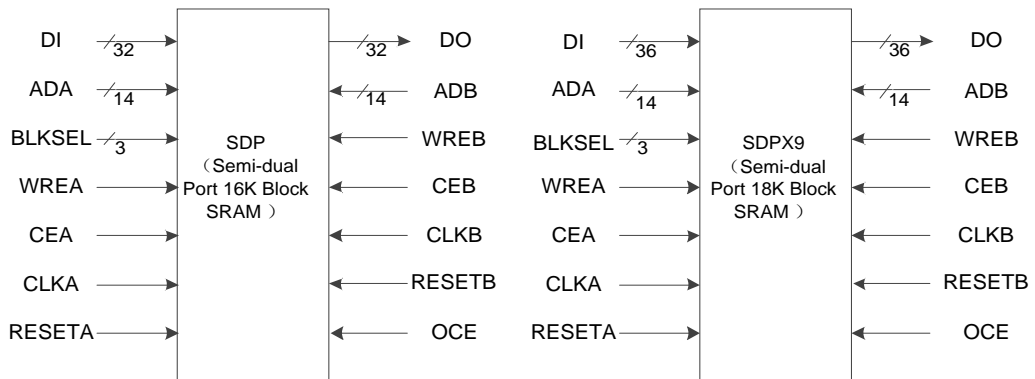 DI
32
32
DO
ADA
14
14
ADB
BLKSEL
3
WREB
SDP
（Semi-dual
Port 16K Block
SRAM ）
WREA
CEB
CEA
CLKB
CLKA
RESETB
RESETA
OCE
DI
36
36
DO
ADA
14
14
ADB
BLKSEL
3
WREB
SDPX9
（Semi-dual
Port 18K Block
SRAM ）
WREA
CEB
CEA
CLKB
CLKA
RESETB
RESETA
OCE